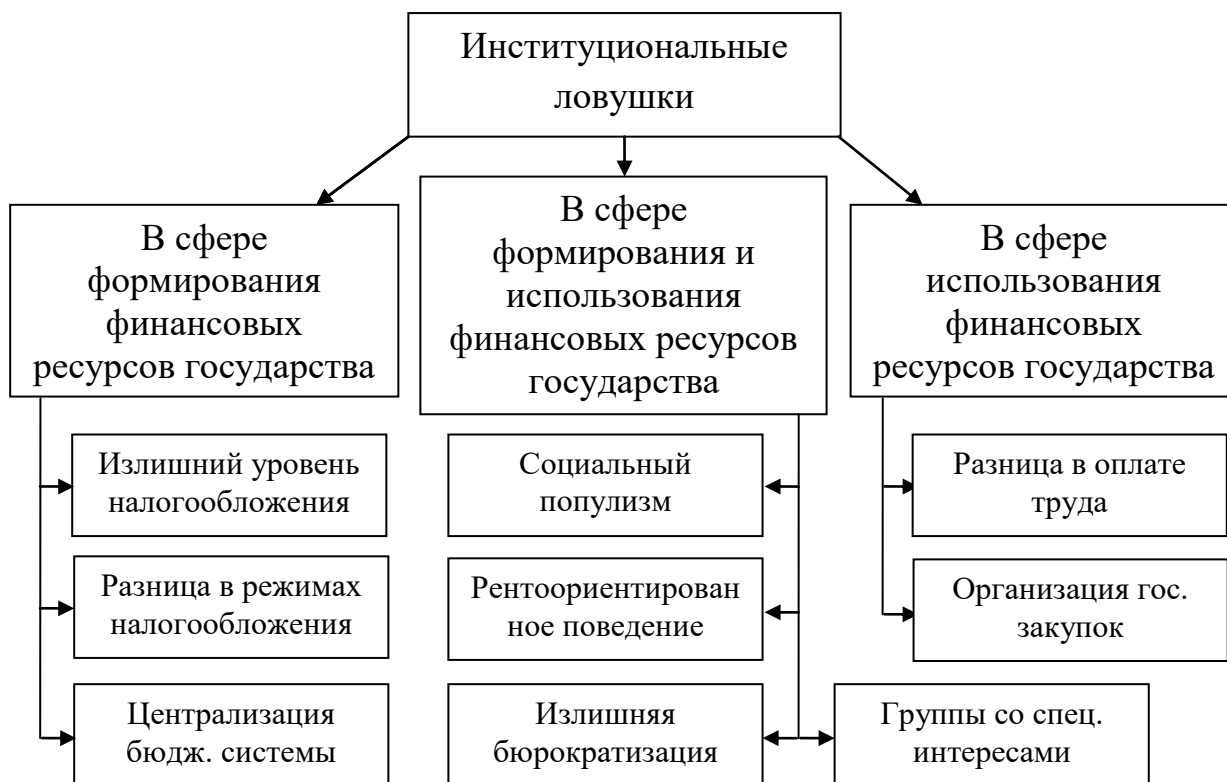 Институциональные
ловушки
В сфере
формирования
финансовых
ресурсов государства
В сфере
формирования и
использования
финансовых ресурсов
государства
В сфере
использования
финансовых
ресурсов государства
Излишний уровень
налогообложения
Социальный
популизм
Разница в оплате
труда
Разница в режимах
налогообложения
Рентоориентирован
ное поведение
Организация гос.
закупок
Централизация
бюдж. системы
Излишняя
бюрократизация
Группы со спец.
интересами